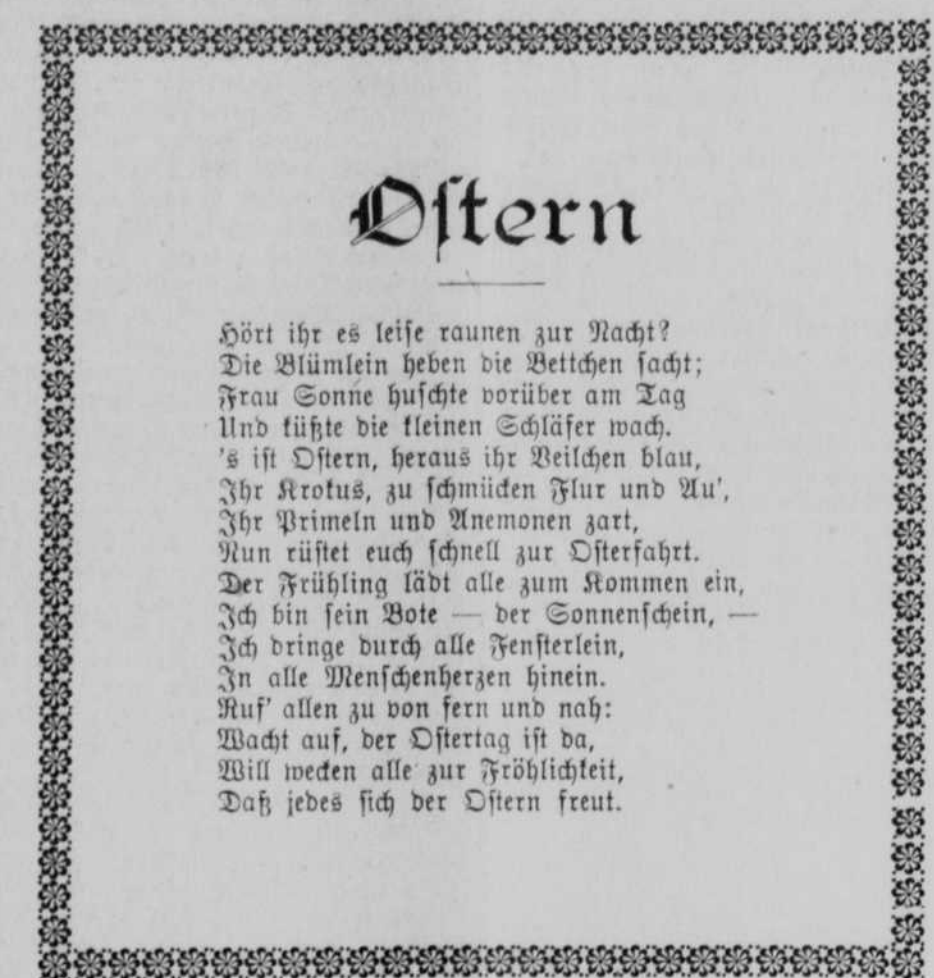 Ostern
Hört ihr es leise raunen zur Nacht?
Die Blümlein heben die Bettchen sacht;
Frau Sonne huschte vorüber am Tag
Und küßte die kleinen Schläfer wach.
's ist Ostern, heraus ihr Veilchen blau,
Ihr Krokus, zu schmücken Flur und Au',
Ihr Primeln und Anemonen zart,
Nun rüstet euch schnell zur Osterfahrt.
Der Frühling lädt alle zum Kommen ein,
Ich bin sein Bote — der Sonnenschein, —
Ich dringe durch alle Fensterlein,
In alle Menschenherzen hinein.
Ruf' allen zu von fern und nah:
Wacht auf, der Ostertag ist da,
Will wecken alle zur Fröhlichkeit,
Daß jedes sich der Ostern freut.